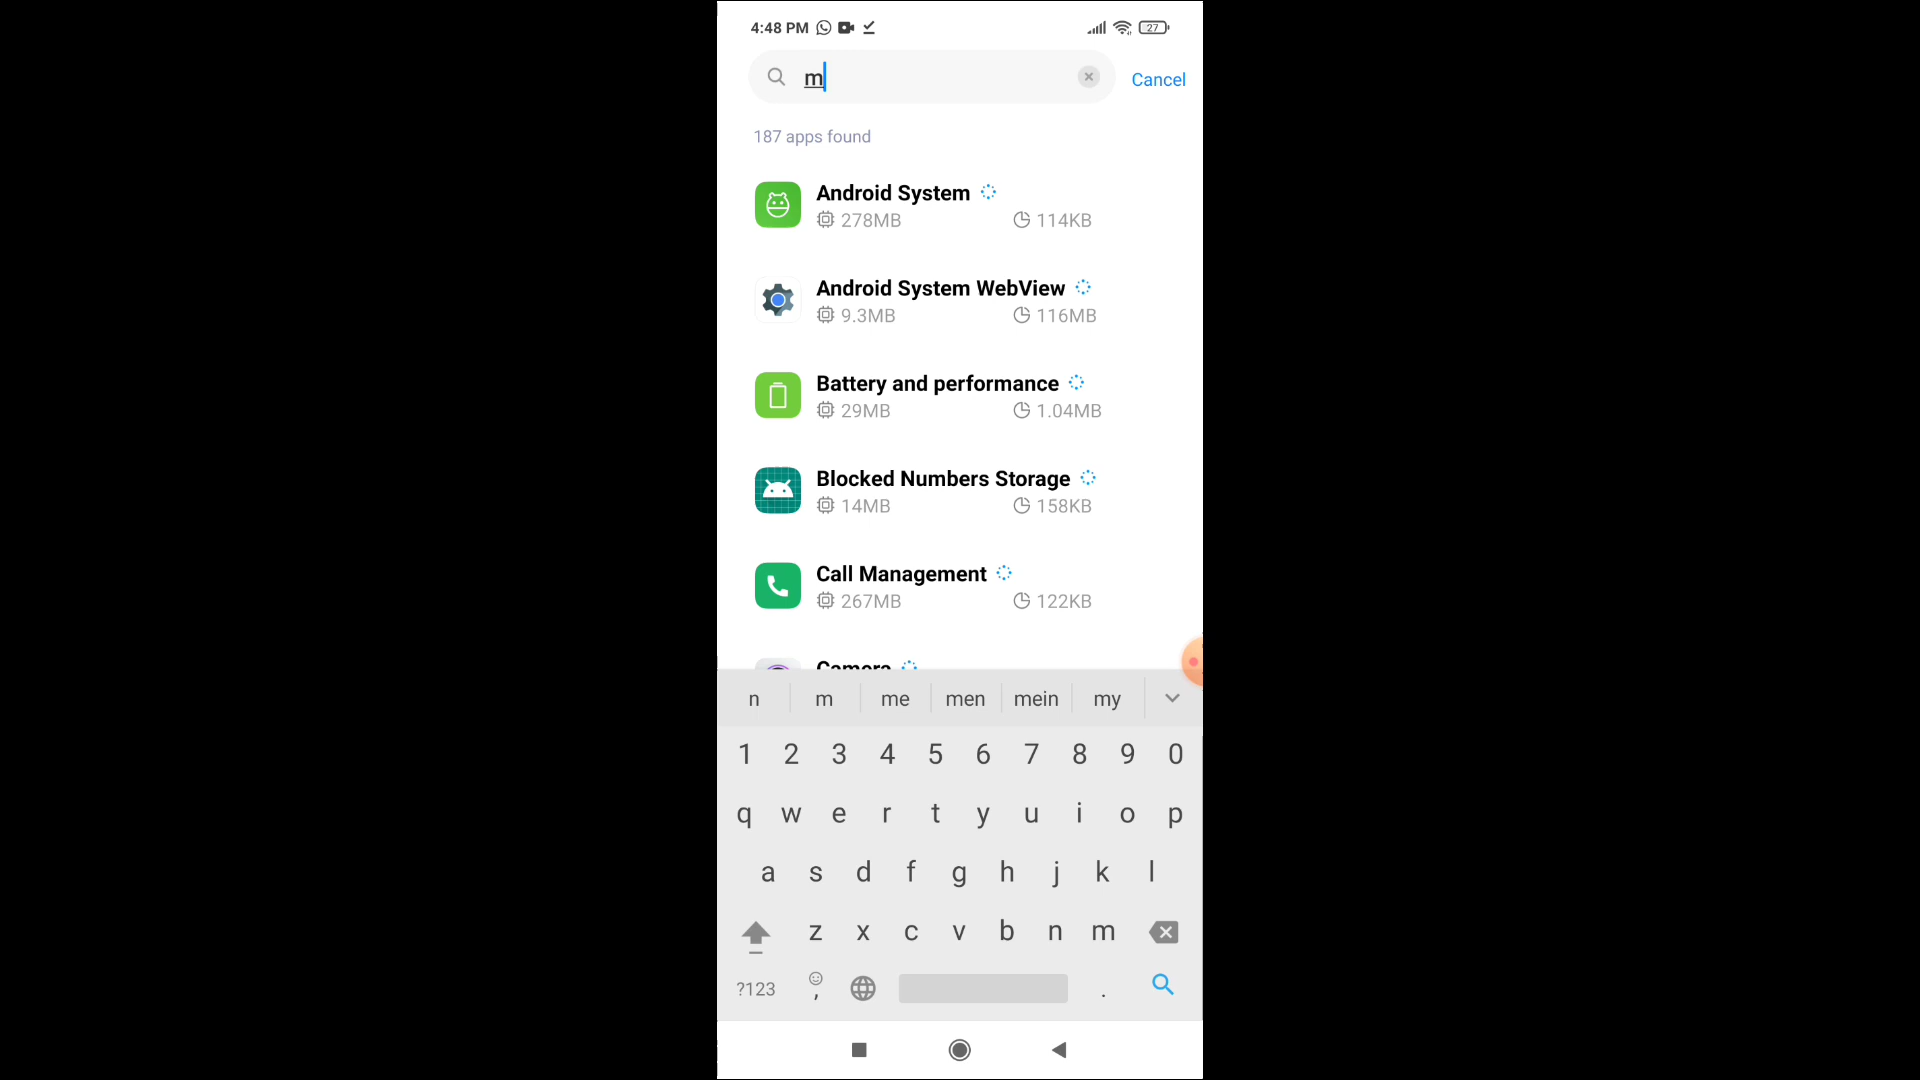 4:48 PM 27
m
Cancel
187 apps found
Android System
278MB 114KB
Android System WebView
9.3MB 116MB
Battery and performance
29MB 1.04MB
Blocked Numbers Storage
14MB 158KB
Call Management
267MB 122KB
Camera
n m me men mein my
1 2 3 4 5 6 7 8 9 0
q w e r t y u i o p
a s d f g h j k l
z x c v b n m
?123 , .